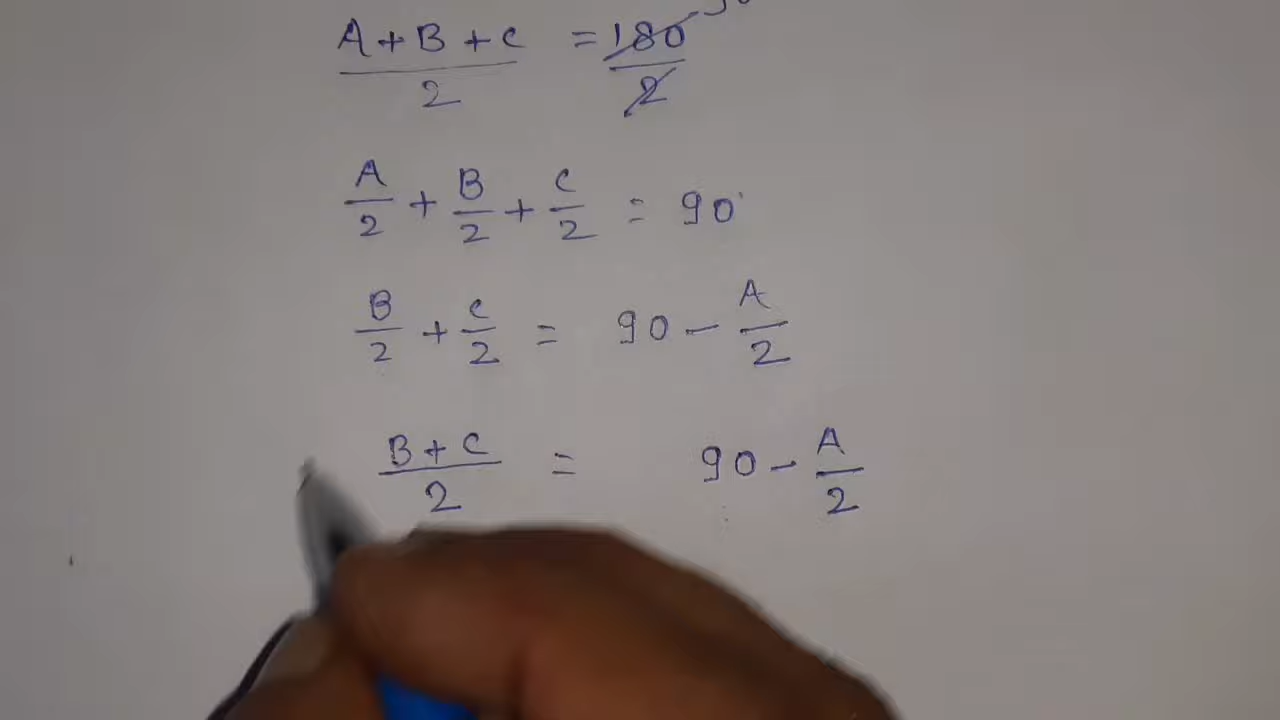 A + B + C / 2 = 180 / 2
A/2 + B/2 + C/2 = 90°
B/2 + C/2 = 90 - A/2
B + C / 2 = 90 - A/2